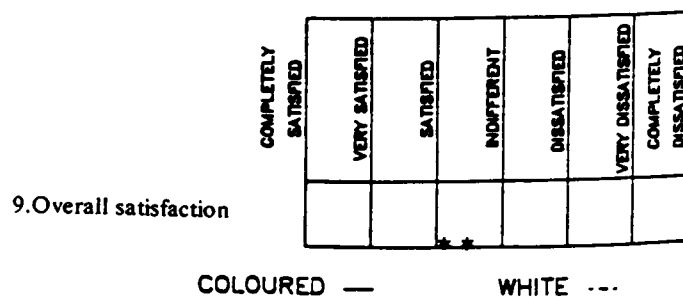 COMPLETELY
SATISFIED
VERY SATISFIED
SATISFIED
INDIFFERENT
DISSATISFIED
VERY DISSATISFIED
COMPLETELY
DISSATISFIED
9.Overall satisfaction
* *
COLOURED — WHITE ---